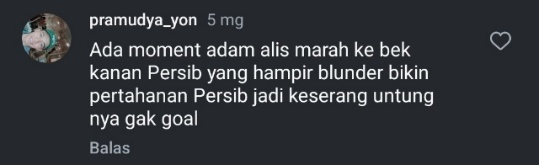 pramudya_yon 5 mg
Ada moment adam alis marah ke bek
kanan Persib yang hampir blunder bikin
pertahanan Persib jadi keserang untung
nya gak goal
Balas